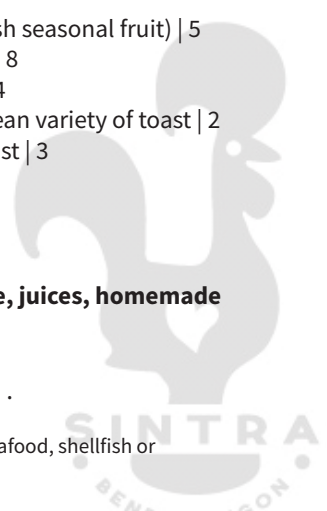 sh seasonal fruit) | 5
8
4
ean variety of toast | 2
st | 3
e, juices, homemade
.
SINTRA
afood, shellfish or